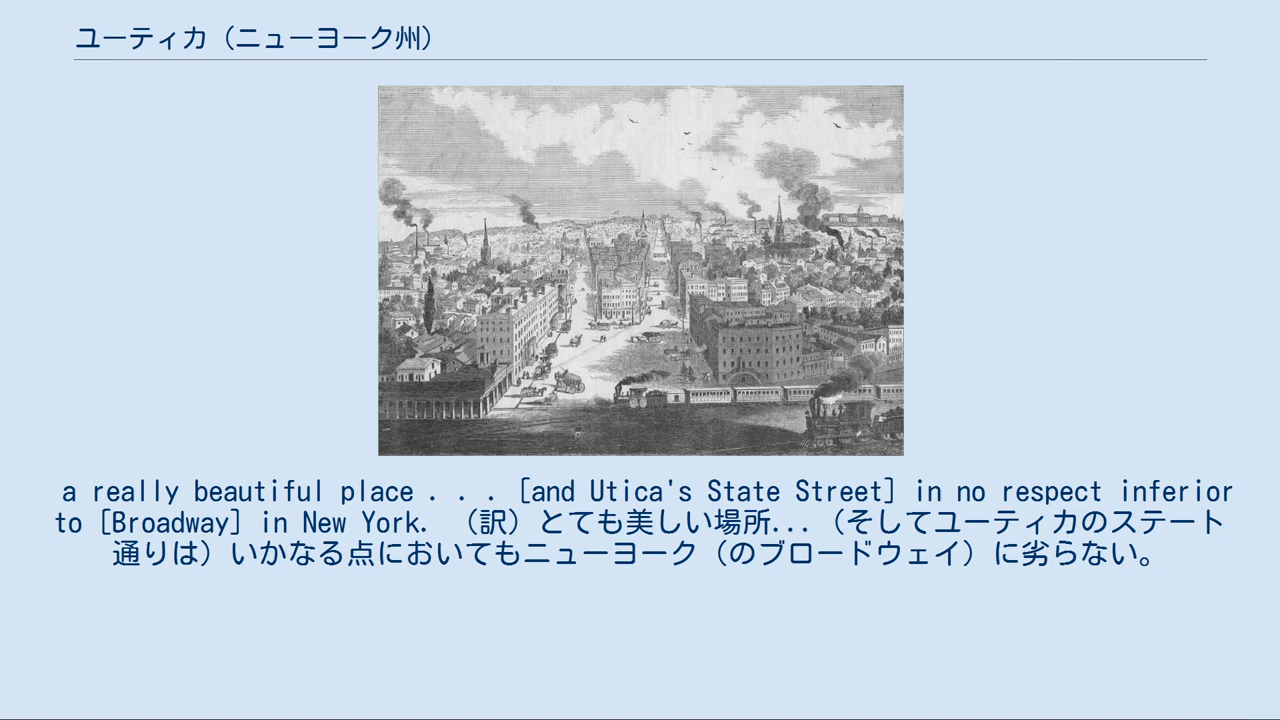 ユーティカ（ニューヨーク州）
a really beautiful place . . . [and Utica's State Street] in no respect inferior
to [Broadway] in New York. （訳）とても美しい場所...（そしてユーティカのステート
通りは）いかなる点においてもニューヨーク（のブロードウェイ）に劣らない。